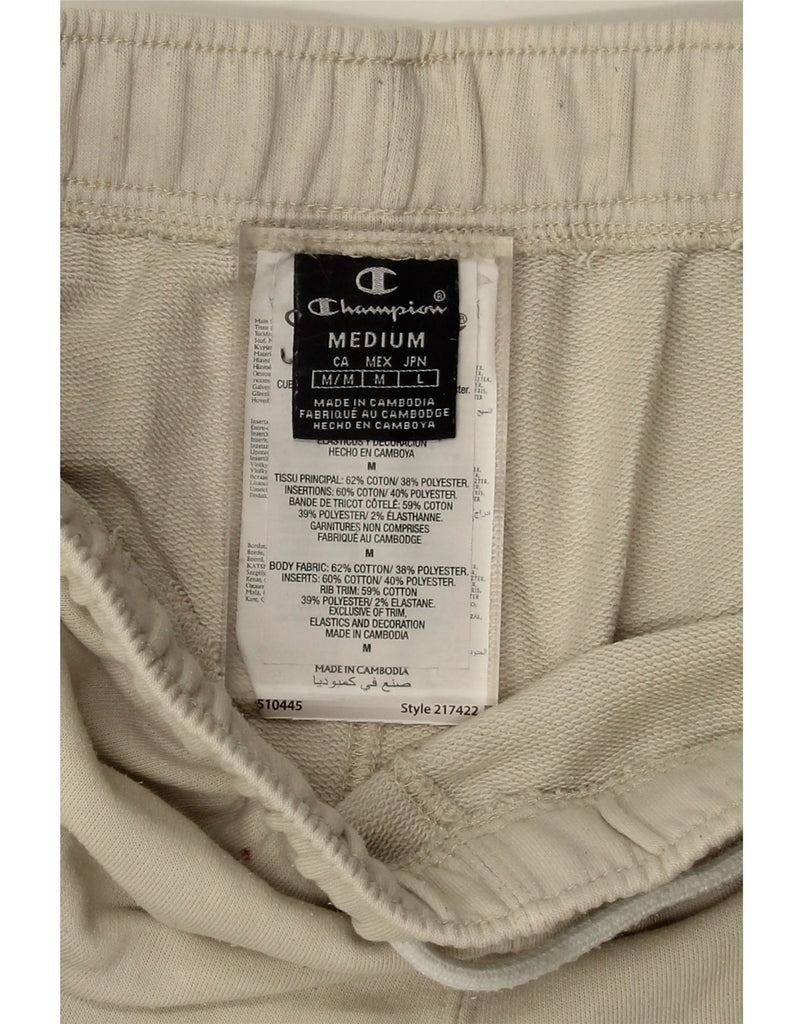 Champion®
MEDIUM
CA MEX JPN
M/M M L
MADE IN CAMBODIA
FABRIQUÉ AU CAMBODGE
HECHO EN CAMBOYA
ELÁSTICOS Y DECORACIÓN
HECHO EN CAMBOYA
M
TISSU PRINCIPAL: 62% COTON/ 38% POLYESTER.
INSERTIONS: 60% COTON/ 40% POLYESTER.
BANDE DE TRICOT CÔTELÉ: 59% COTON
39% POLYESTER/ 2% ÉLASTHANNE.
GARNITURES NON COMPRISES
FABRIQUÉ AU CAMBODGE
M
BODY FABRIC: 62% COTTON/ 38% POLYESTER.
INSERTS: 60% COTTON/ 40% POLYESTER.
RIB TRIM: 59% COTTON
39% POLYESTER/ 2% ELASTANE.
EXCLUSIVE OF TRIM,
ELASTICS AND DECORATION
MADE IN CAMBODIA
M
MADE IN CAMBODIA
صنع في كمبوديا
510445 Style 217422